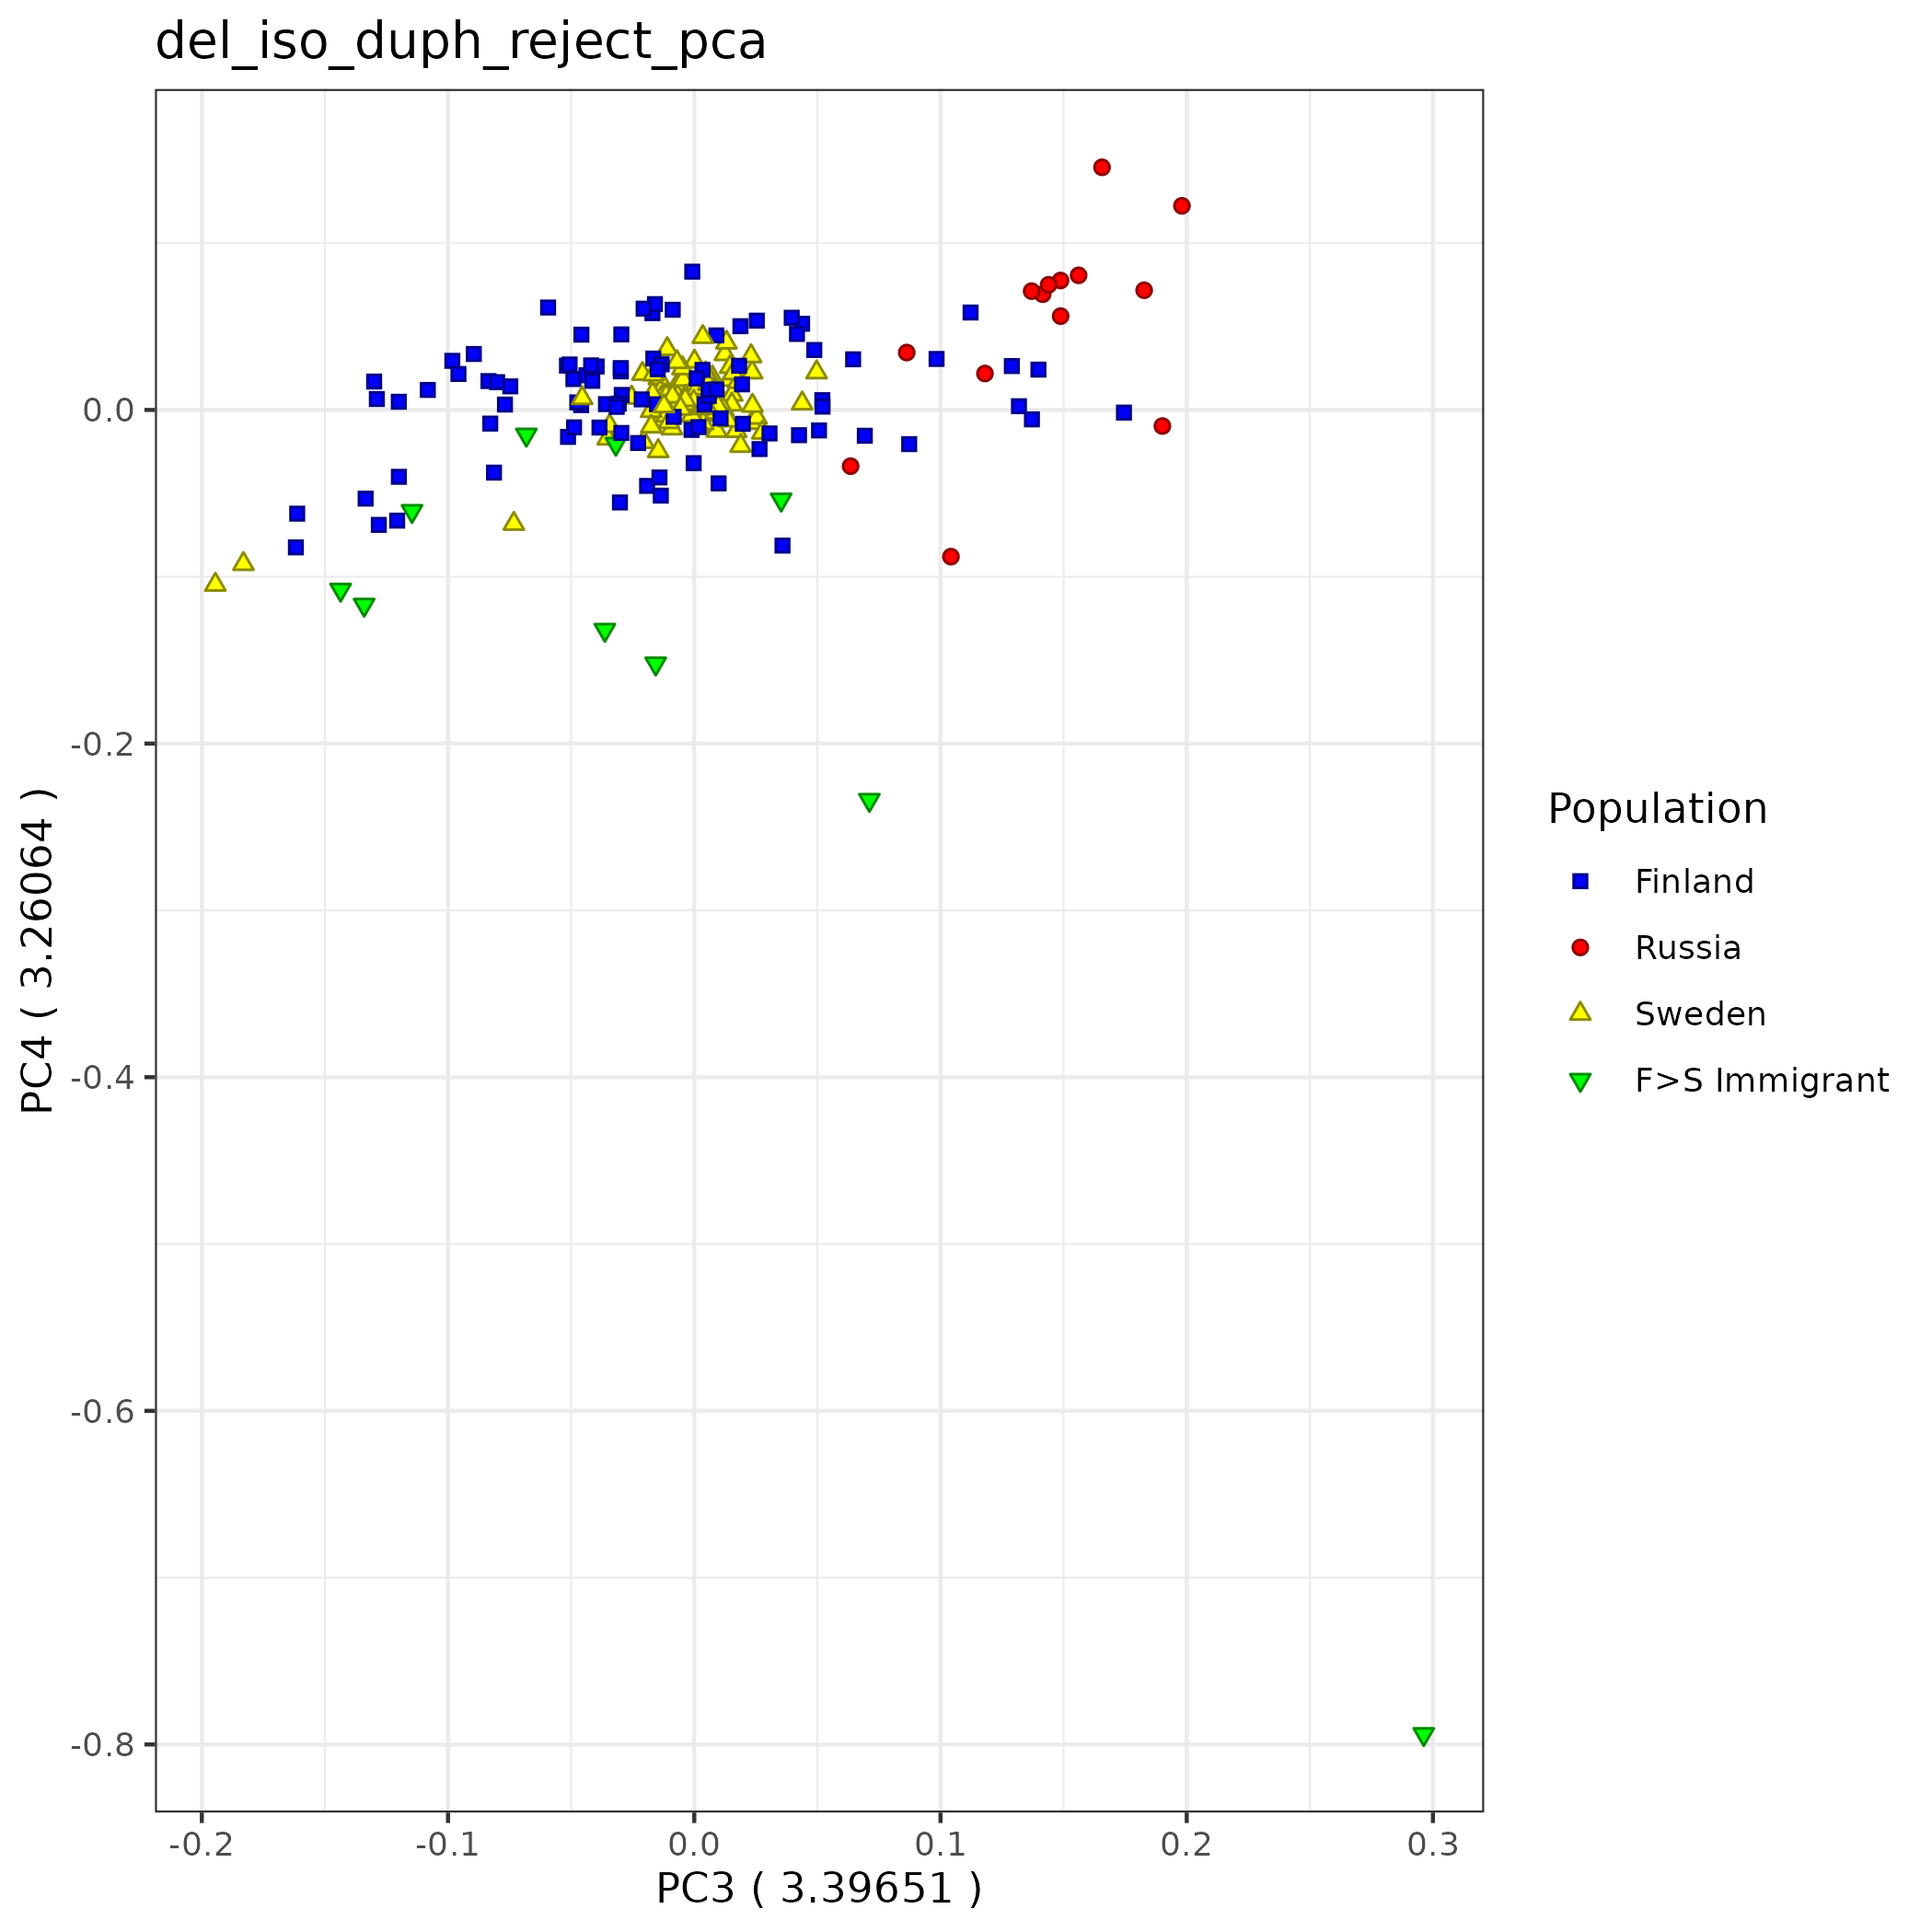 del_iso_duph_reject_pca
0.0
-0.2
-0.4
-0.6
-0.8
PC4 ( 3.26064 )
-0.2
-0.1
0.0
0.1
0.2
0.3
PC3 ( 3.39651 )
Population
Finland
Russia
Sweden
F>S Immigrant